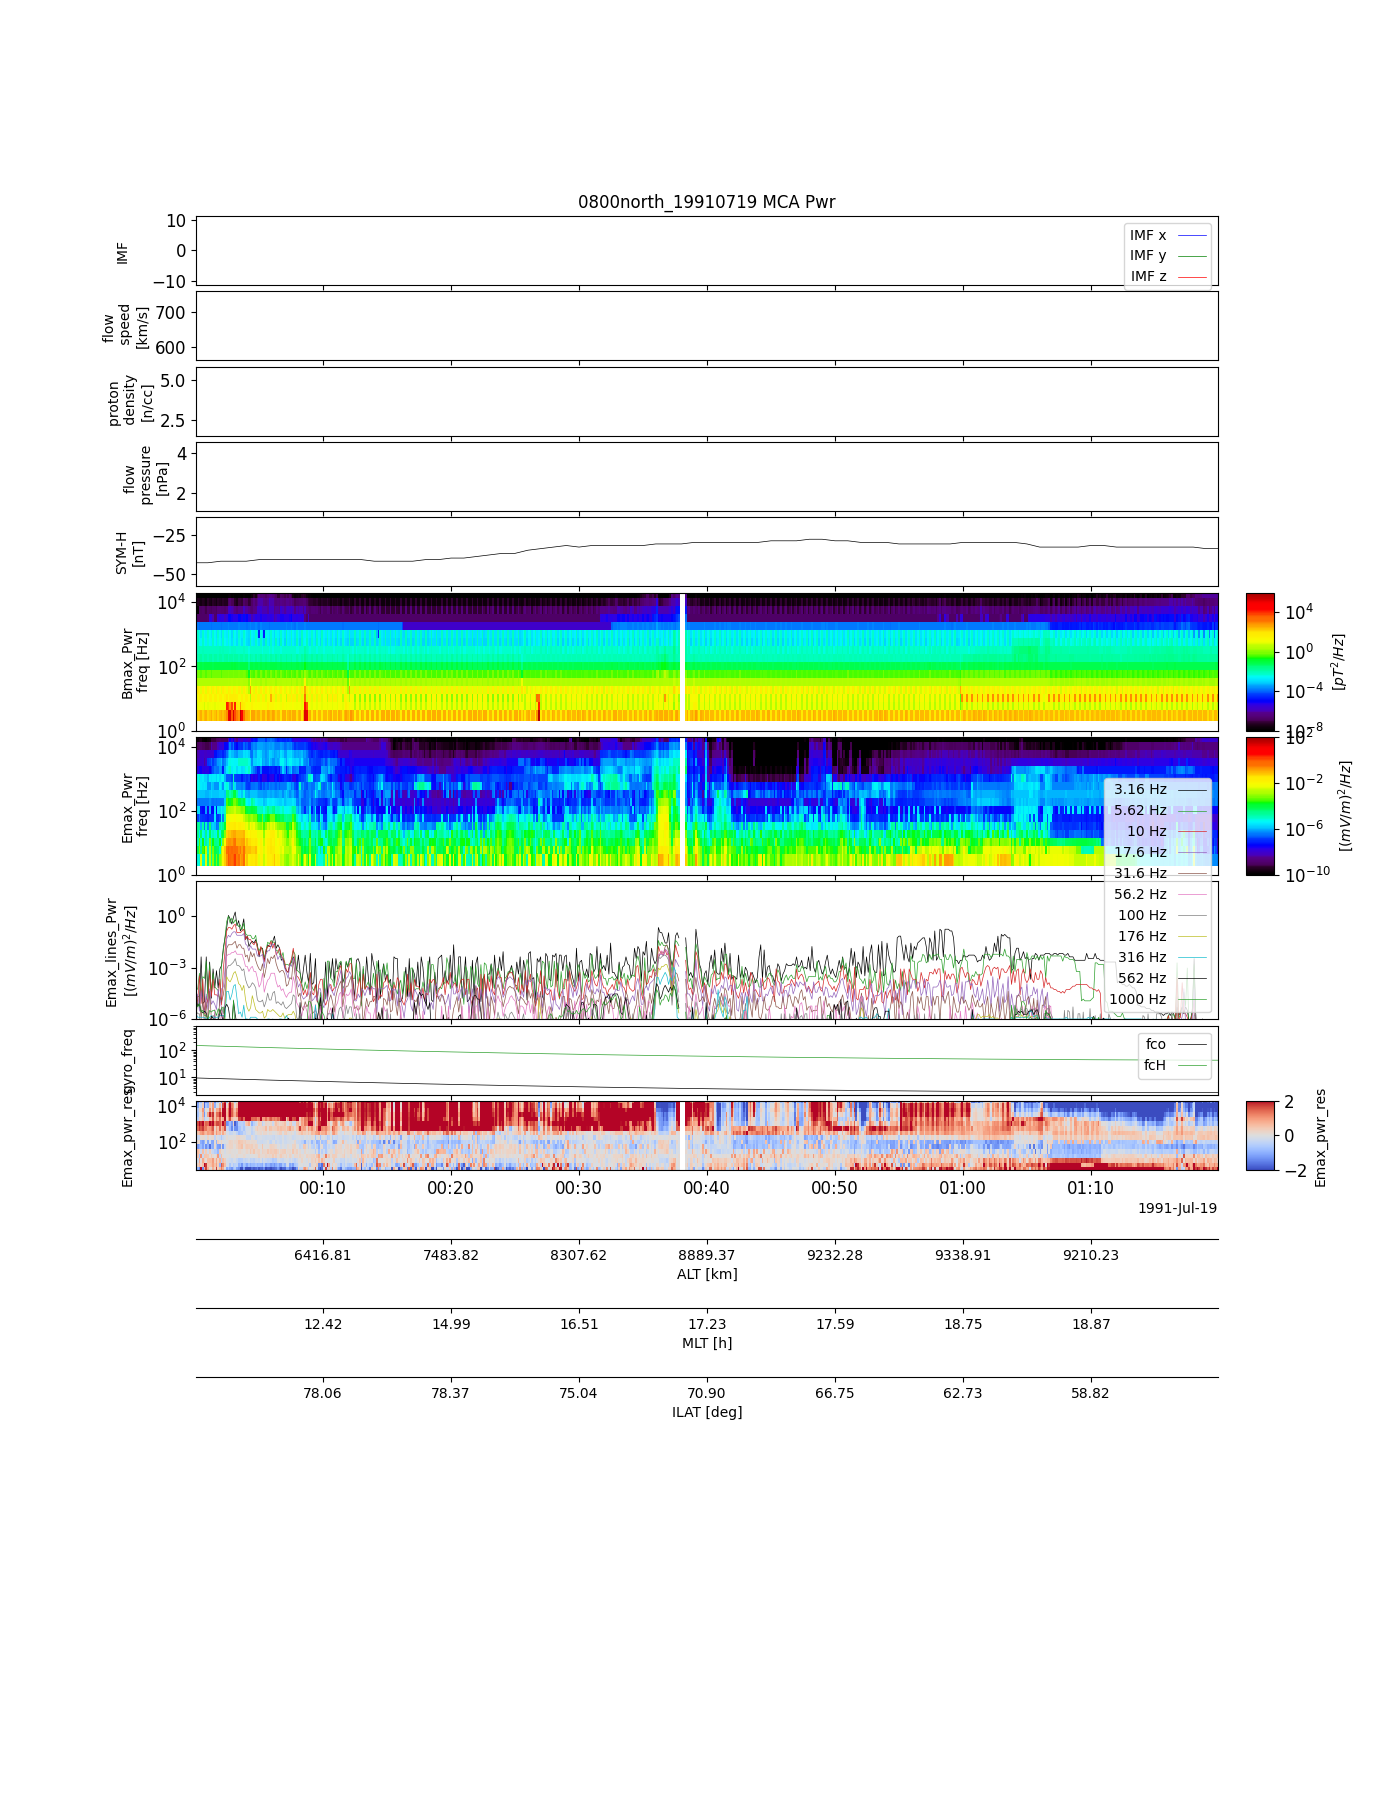 0800north_19910719 MCA Pwr
10
0
−10
IMF
IMF x
IMF y
IMF z
700
600
flow
speed
[km/s]
5.0
2.5
proton
density
[n/cc]
4
2
flow
pressure
[nPa]
−25
−50
SYM-H
[nT]
10^4
10^2
10^0
Bmax_Pwr
freq [Hz]
10^4
10^0
10^−4
10^−8
[pT^2/Hz]
10^4
10^2
10^0
Emax_Pwr
freq [Hz]
10^2
10^−2
10^−6
10^−10
[(mV/m)^2/Hz]
3.16 Hz
5.62 Hz
10 Hz
17.6 Hz
31.6 Hz
56.2 Hz
100 Hz
176 Hz
316 Hz
562 Hz
1000 Hz
10^0
10^−3
10^−6
Emax_lines_Pwr
[(mV/m)^2/Hz]
10^2
10^1
gyro_freq
fco
fcH
10^4
10^2
Emax_pwr_res
2
0
−2
Emax_pwr_res
00:10 00:20 00:30 00:40 00:50 01:00 01:10
1991-Jul-19
6416.81 7483.82 8307.62 8889.37 9232.28 9338.91 9210.23
ALT [km]
12.42 14.99 16.51 17.23 17.59 18.75 18.87
MLT [h]
78.06 78.37 75.04 70.90 66.75 62.73 58.82
ILAT [deg]